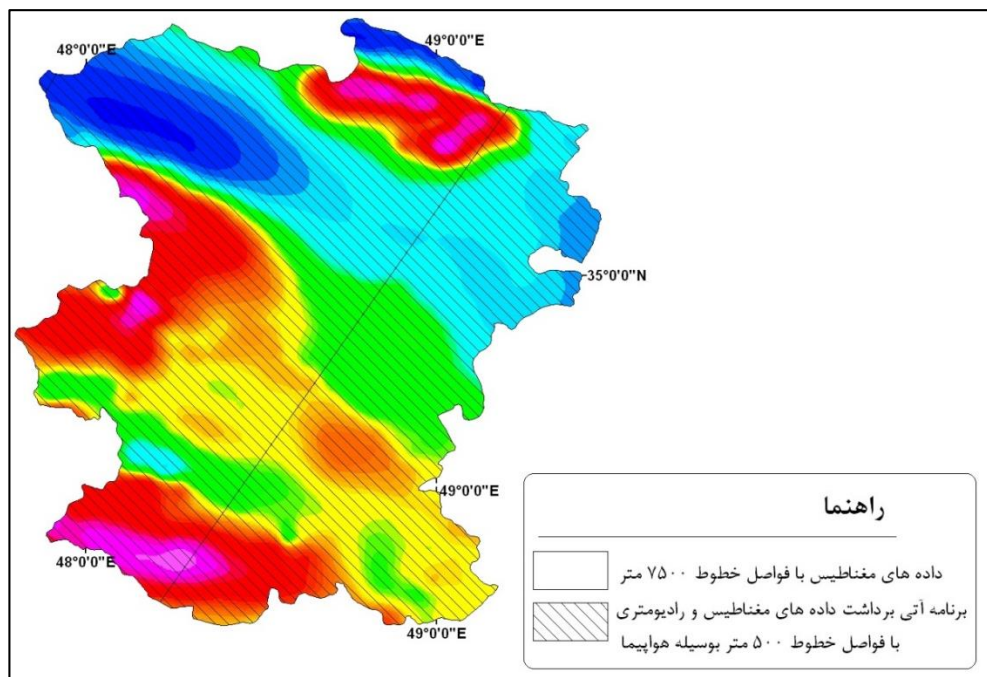 48°0'0"E
49°0'0"E
35°0'0"N
49°0'0"E
48°0'0"E
49°0'0"E
راهنما
داده های مغناطیس با فواصل خطوط ۷۵۰۰ متر
برنامه آتی برداشت داده های مغناطیس و رادیومتری
با فواصل خطوط ۵۰۰ متر بوسیله هواپیما